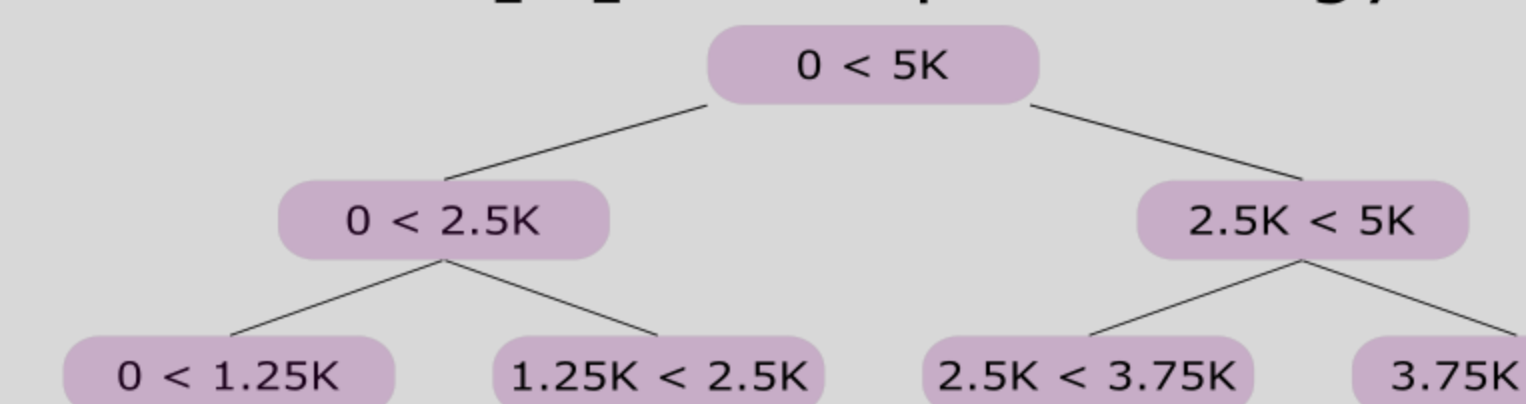 0 < 5K
0 < 2.5K
2.5K < 5K
0 < 1.25K
1.25K < 2.5K
2.5K < 3.75K
3.75K